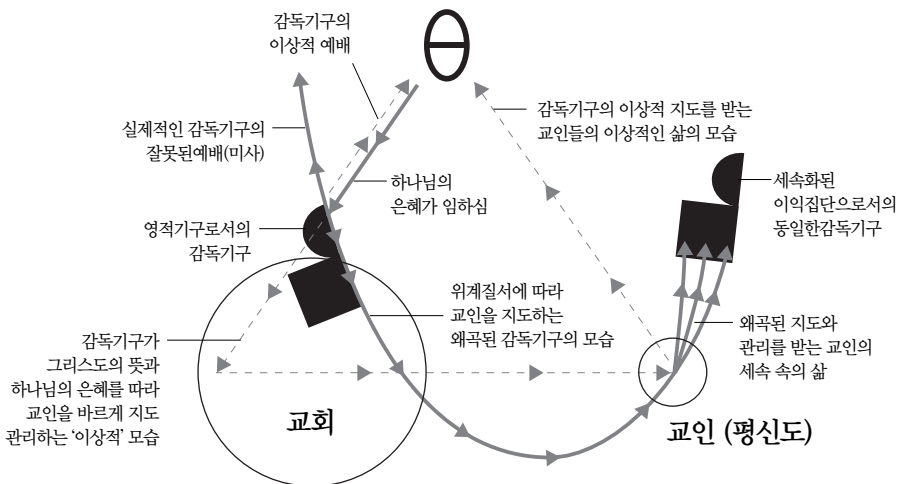 감독기구의
이상적 예배
감독기구의 이상적 지도를 받는
교인들의 이상적인 삶의 모습
실제적인 감독기구의
잘못된예배(미사)
하나님의
은혜가 임하심
세속화된
이익집단으로서의
동일한감독기구
영적기구로서의
감독기구
위계질서에 따라
교인을 지도하는
왜곡된 감독기구의 모습
왜곡된 지도와
관리를 받는 교인의
세속 속의 삶
감독기구가
그리스도의 뜻과
하나님의 은혜를 따라
교인을 바르게 지도
관리하는 ‘이상적’ 모습
교회
교인 (평신도)